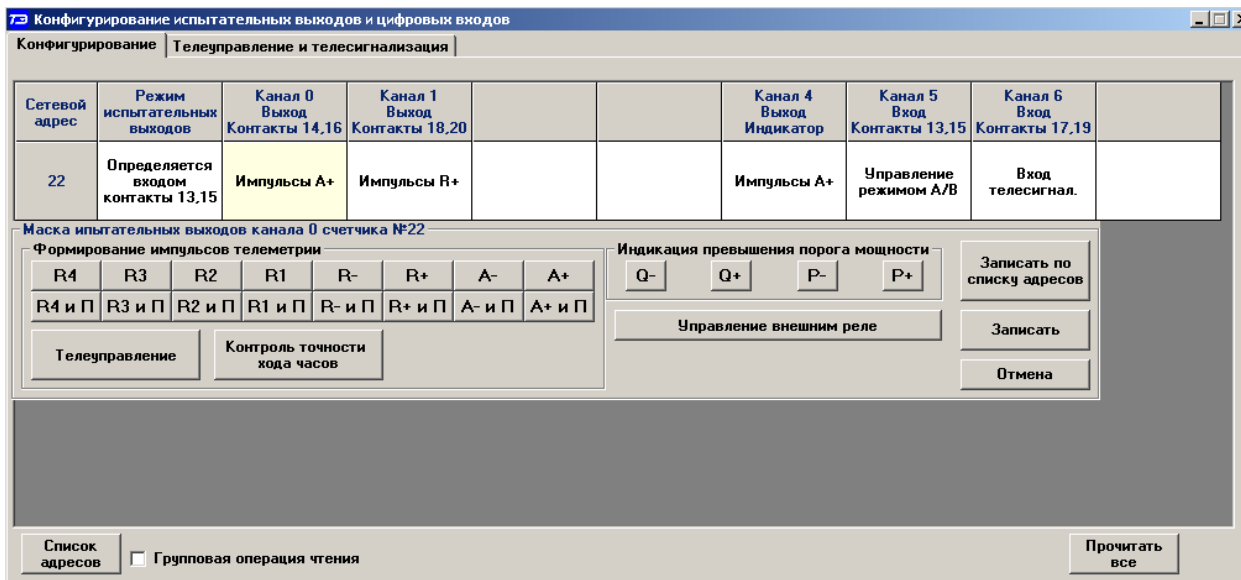 ТЭ Конфигурирование испытательных выходов и цифровых входов
Конфигурирование Телеуправление и телесигнализация
Сетевой адрес
Режим испытательных выходов
Канал 0 Выход Контакты 14,16
Канал 1 Выход Контакты 18,20
Канал 4 Выход Индикатор
Канал 5 Вход Контакты 13,15
Канал 6 Вход Контакты 17,19
22
Определяется входом контакты 13,15
Импульсы A+
Импульсы R+
Импульсы A+
Управление режимом А/В
Вход телесигнал.
Маска ипытательных выходов канала 0 счетчика №22
Формирование импульсов телеметрии
R4 R3 R2 R1 R- R+ A- A+
R4 и П R3 и П R2 и П R1 и П R- и П R+ и П A- и П A+ и П
Телеуправление
Контроль точности хода часов
Индикация превышения порога мощности
Q- Q+ P- P+
Управление внешним реле
Записать по списку адресов
Записать
Отмена
Список адресов
Групповая операция чтения
Прочитать все